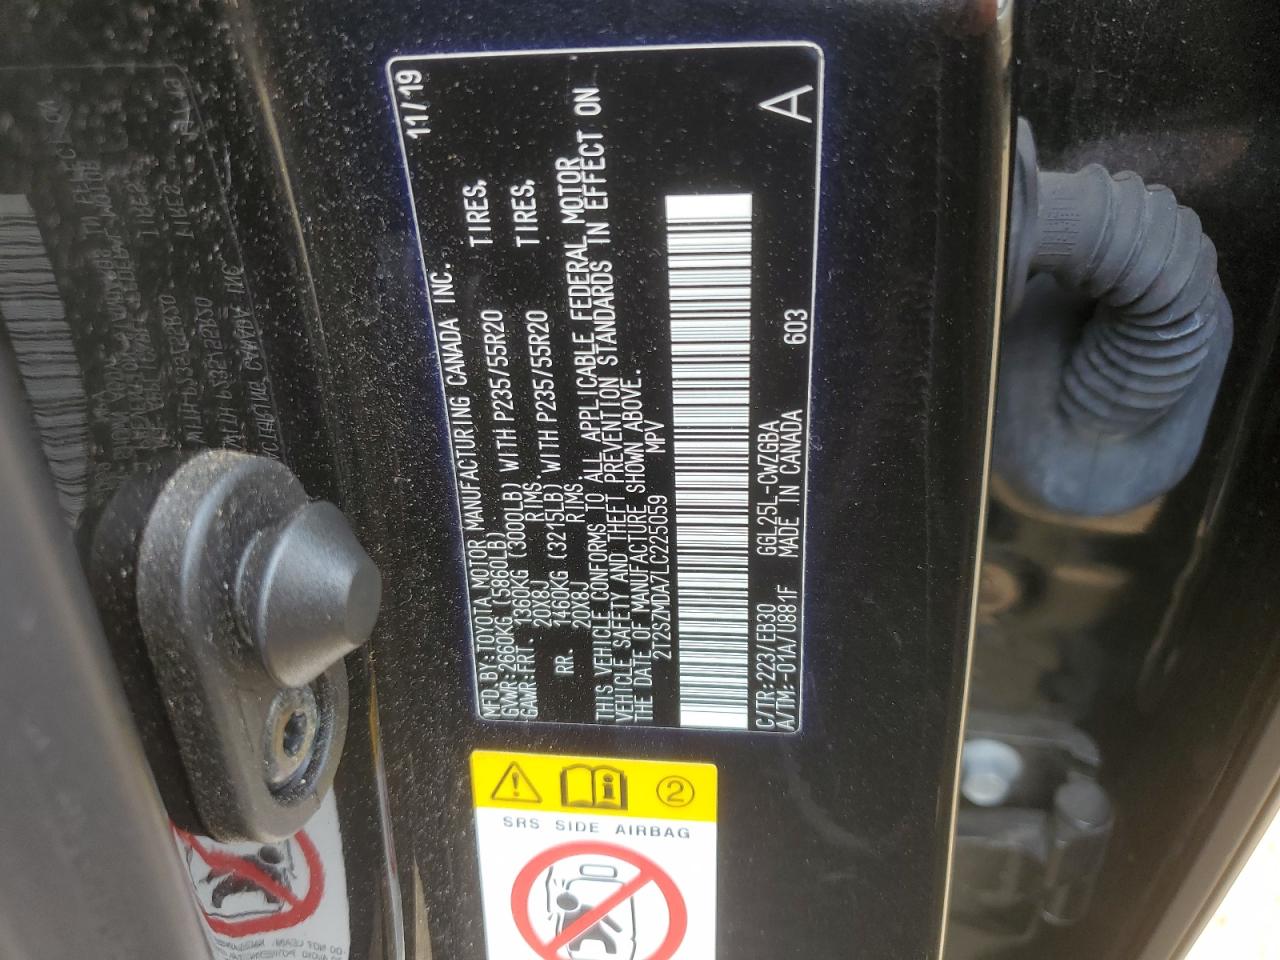 11/19
MFD. BY: TOYOTA MOTOR MANUFACTURING CANADA INC.
GVWR: 2660KG (5860LB)
GAWR: FRT. 1360KG (3000LB) WITH P235/55R20 TIRES,
20X8J RIMS
RR. 1460KG (3215LB) WITH P235/55R20 TIRES,
20X8J RIMS
THIS VEHICLE CONFORMS TO ALL APPLICABLE FEDERAL MOTOR
VEHICLE SAFETY AND THEFT PREVENTION STANDARDS IN EFFECT ON
THE DATE OF MANUFACTURE SHOWN ABOVE.
2T2SZMDA7LC225059 MPV
C/TR: 223/EB30 GGL25L-CWZGBA 603
A/TM: -01A/U881F MADE IN CANADA A
2
SRS SIDE AIRBAG